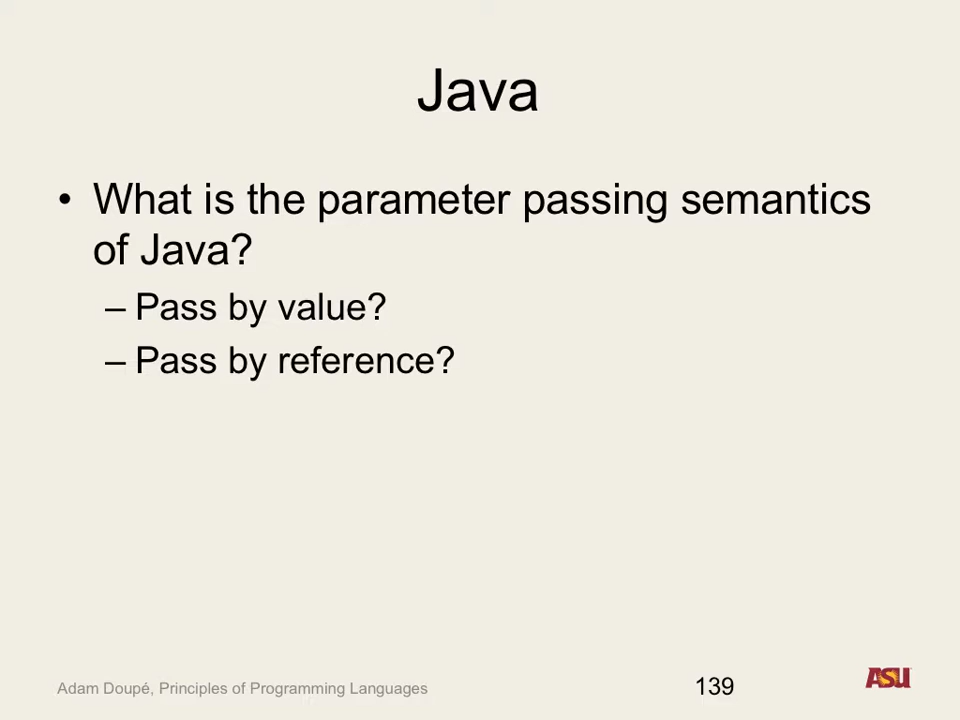 Java
• What is the parameter passing semantics
of Java?
– Pass by value?
– Pass by reference?
Adam Doupé, Principles of Programming Languages
139
ASU